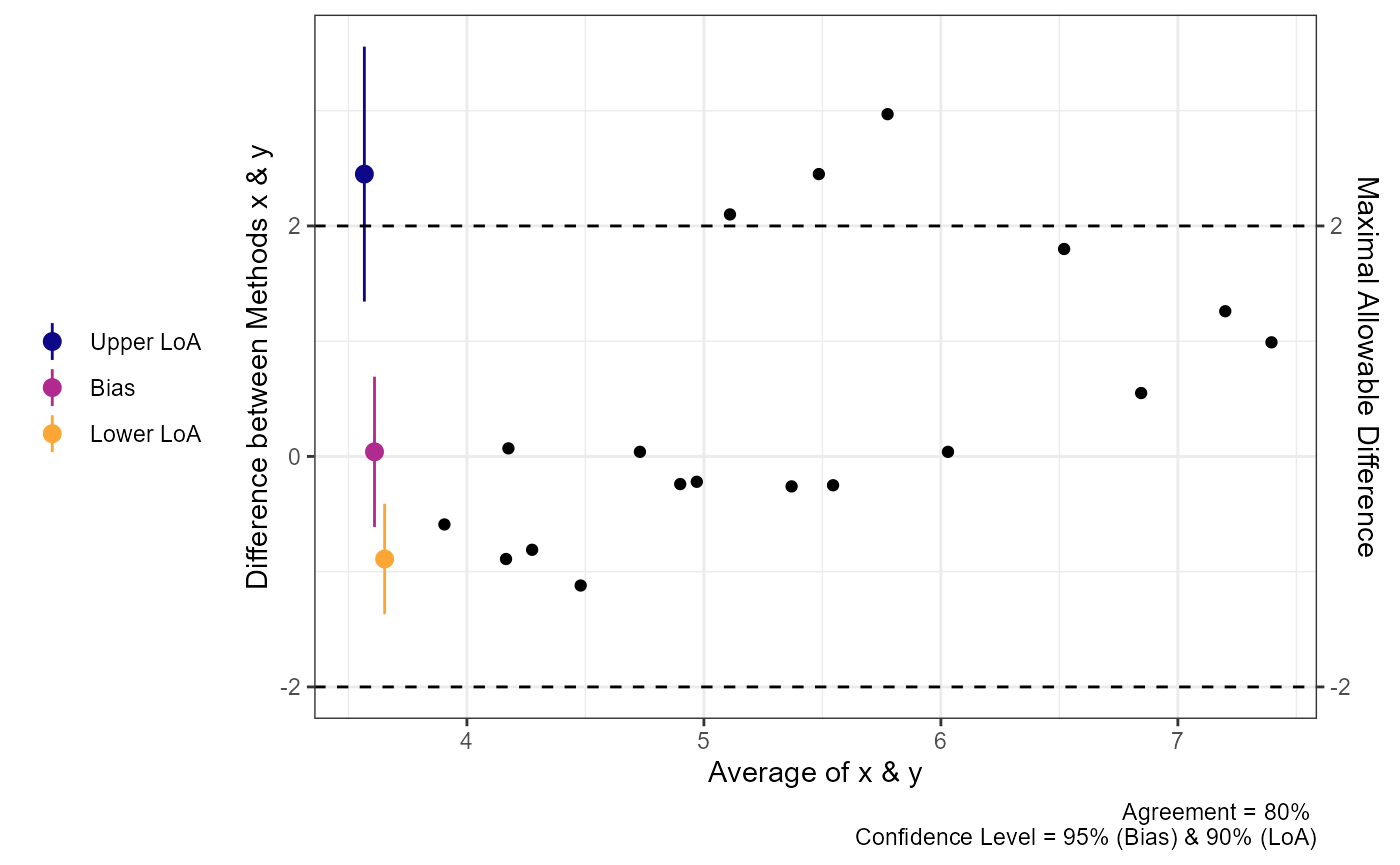 Upper LoA
Bias
Lower LoA
Difference between Methods x & y
2
0
-2
4
5
6
7
Average of x & y
2
-2
Maximal Allowable Difference
Agreement = 80%
Confidence Level = 95% (Bias) & 90% (LoA)